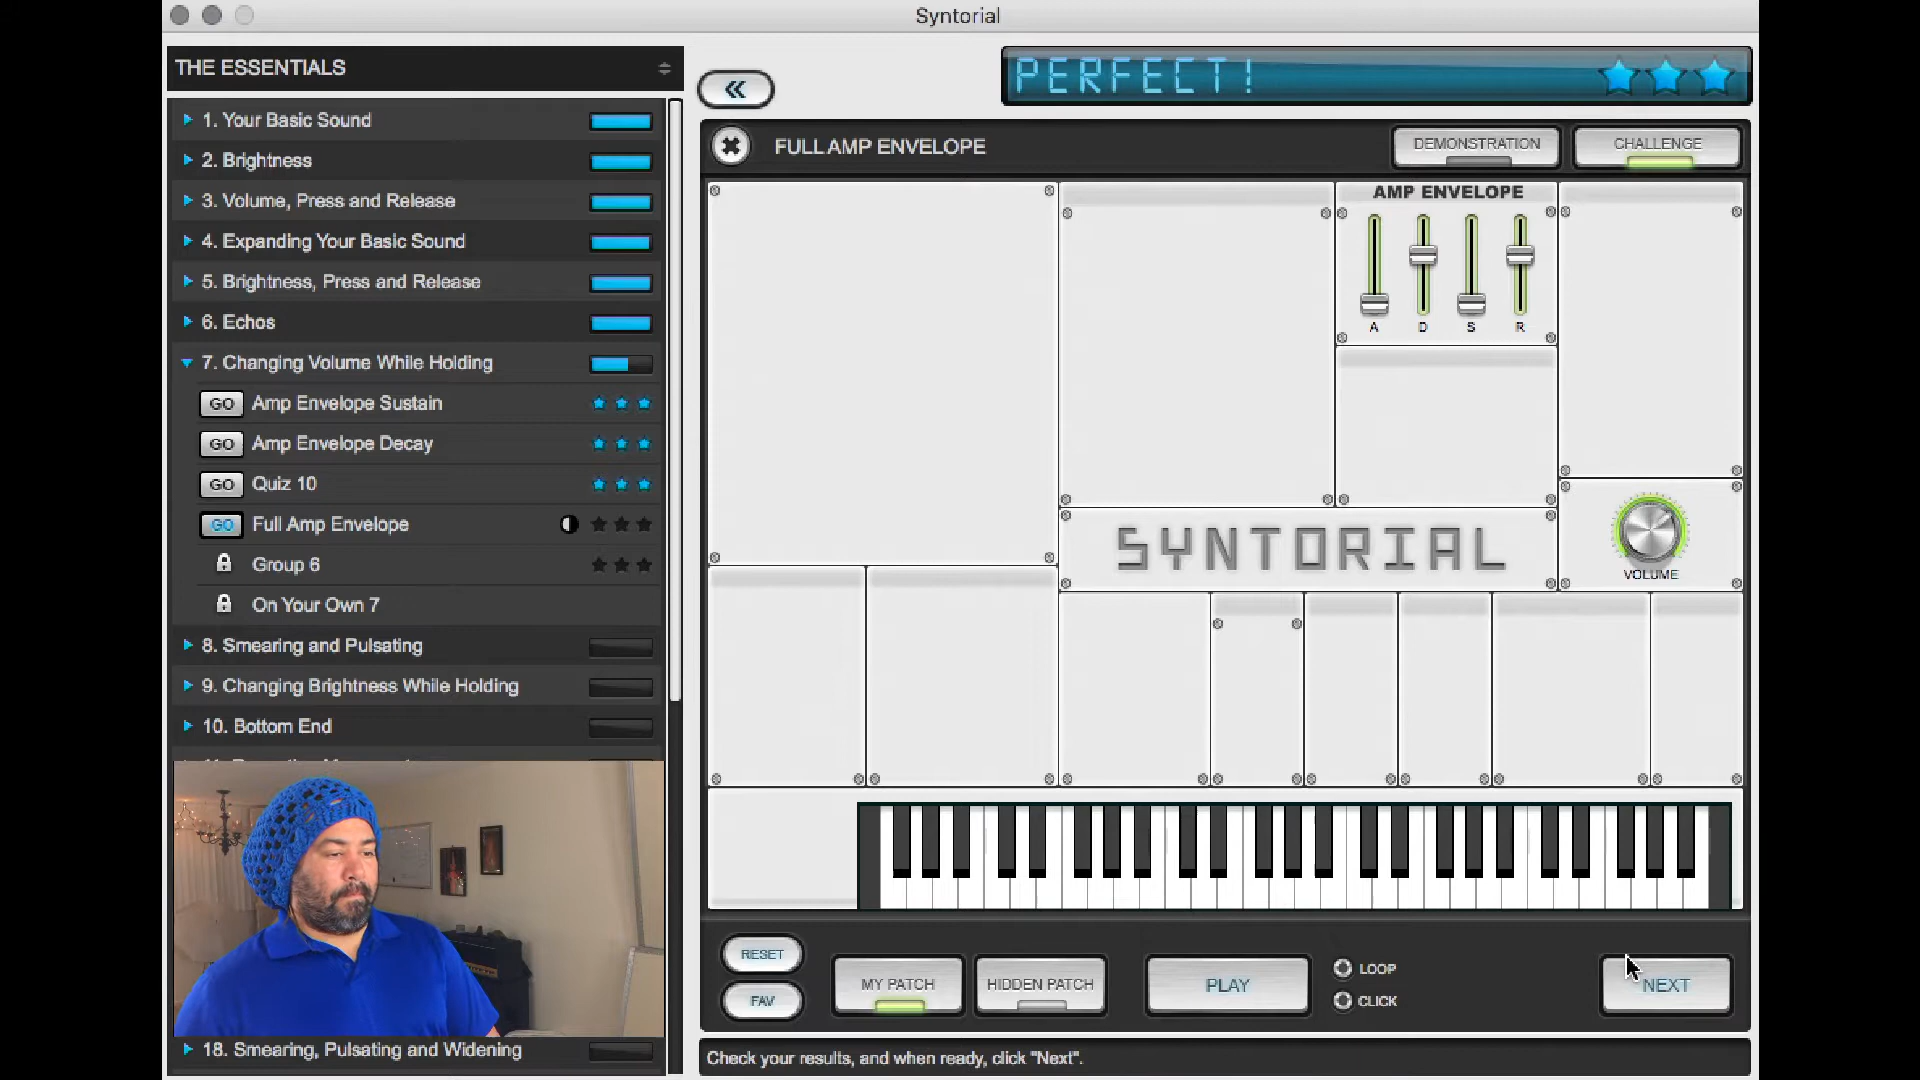 Syntorial
THE ESSENTIALS
PERFECT!
1. Your Basic Sound
2. Brightness
3. Volume, Press and Release
4. Expanding Your Basic Sound
5. Brightness, Press and Release
6. Echos
7. Changing Volume While Holding
GO Amp Envelope Sustain
GO Amp Envelope Decay
GO Quiz 10
GO Full Amp Envelope
Group 6
On Your Own 7
8. Smearing and Pulsating
9. Changing Brightness While Holding
10. Bottom End
18. Smearing, Pulsating and Widening
FULL AMP ENVELOPE
DEMONSTRATION
CHALLENGE
AMP ENVELOPE
A D S R
SYNTORIAL
VOLUME
RESET
FAV
MY PATCH
HIDDEN PATCH
PLAY
LOOP
CLICK
NEXT
Check your results, and when ready, click "Next".